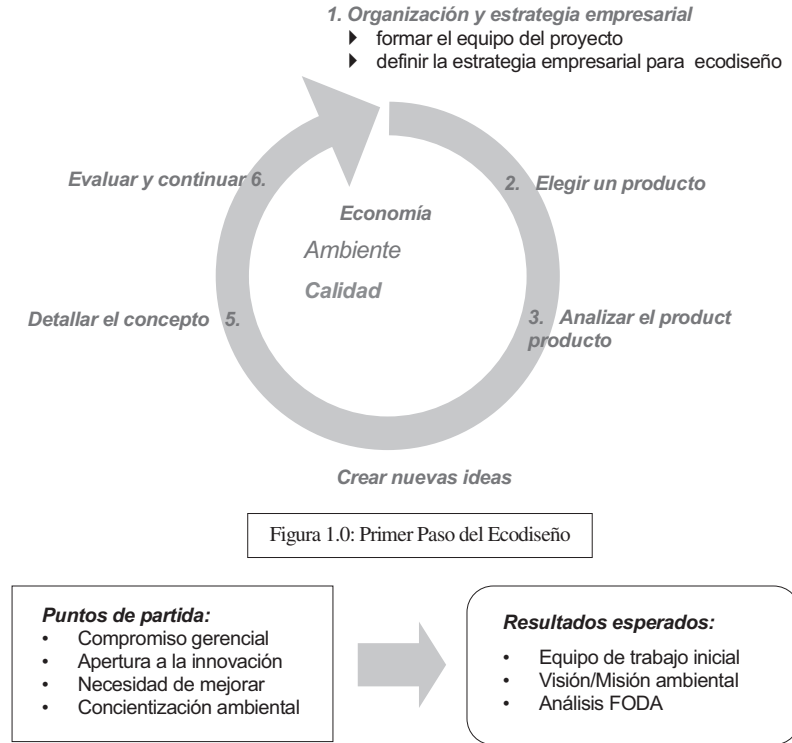 1. Organización y estrategia empresarial
formar el equipo del proyecto
definir la estrategia empresarial para ecodiseño
Evaluar y continuar 6.
2. Elegir un producto
Economía
Ambiente
Calidad
Detallar el concepto 5.
3. Analizar el product
producto
Crear nuevas ideas
Figura 1.0: Primer Paso del Ecodiseño
Puntos de partida:
• Compromiso gerencial
• Apertura a la innovación
• Necesidad de mejorar
• Concientización ambiental
Resultados esperados:
• Equipo de trabajo inicial
• Visión/Misión ambiental
• Análisis FODA